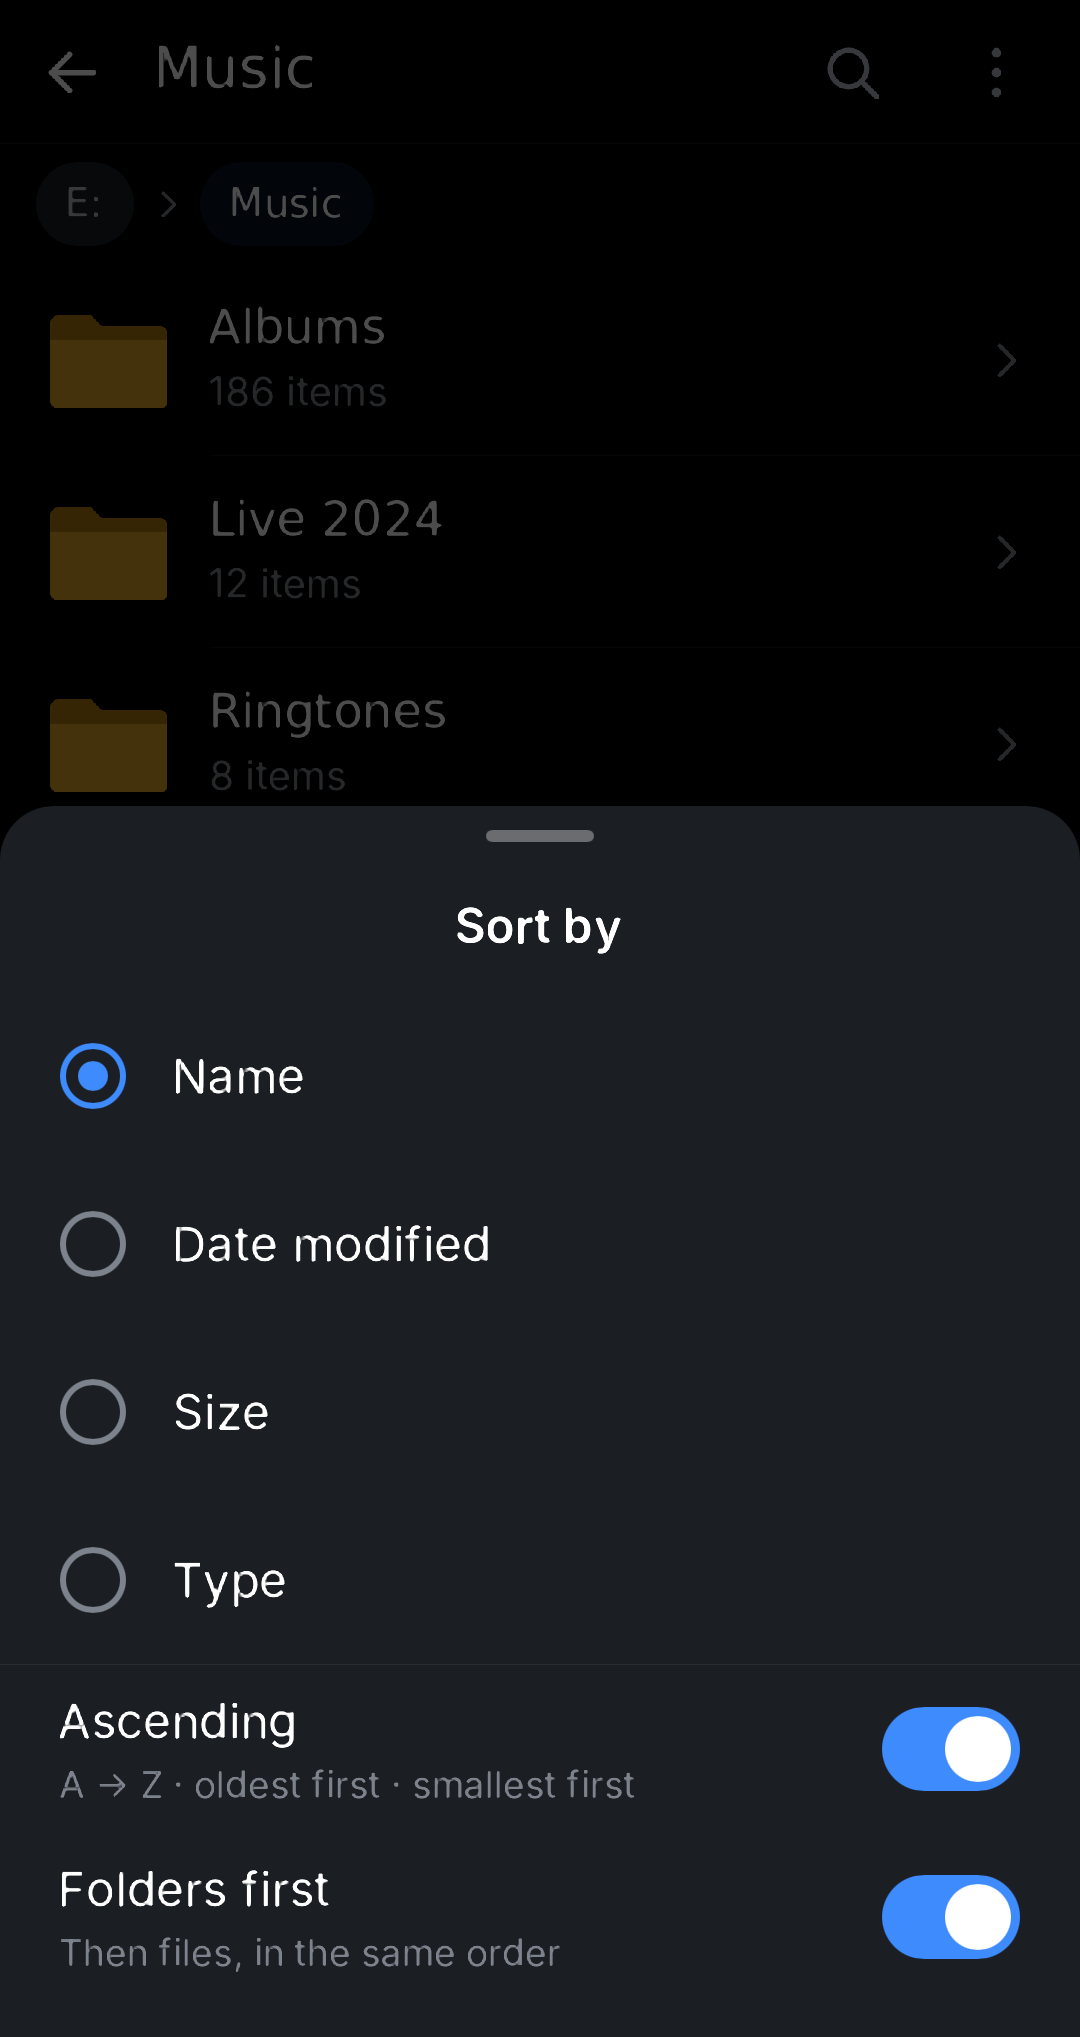 Music
E: Music
Albums
186 items
Live 2024
12 items
Ringtones
8 items
Sort by
Name
Date modified
Size
Type
Ascending
A → Z · oldest first · smallest first
Folders first
Then files, in the same order